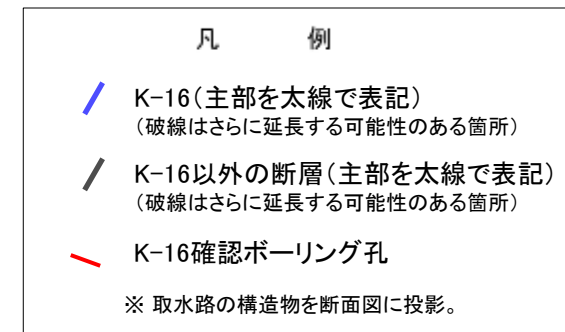 凡 例
K-16（主部を太線で表記）
（破線はさらに延長する可能性のある箇所）
K-16以外の断層（主部を太線で表記）
（破線はさらに延長する可能性のある箇所）
K-16確認ボーリング孔
※ 取水路の構造物を断面図に投影。